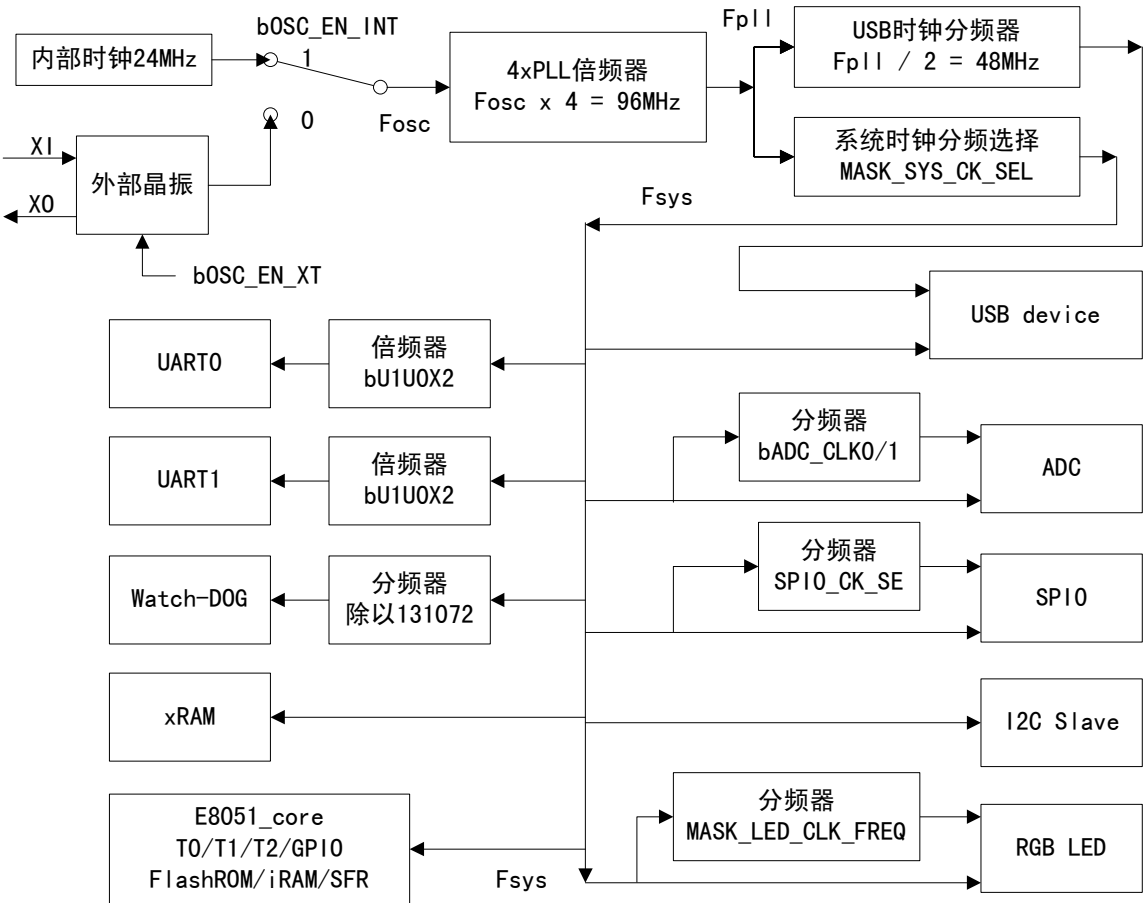 内部时钟24MHz
bOSC_EN_INT
1
0
XI
XO
外部晶振
bOSC_EN_XT
Fosc
4xPLL倍频器
Fosc x 4 = 96MHz
Fpll
USB时钟分频器
Fpll / 2 = 48MHz
系统时钟分频选择
MASK_SYS_CK_SEL
Fsys
USB device
UART0
倍频器
bU1U0X2
分频器
bADC_CLK0/1
ADC
UART1
倍频器
bU1U0X2
分频器
SPI0_CK_SE
SPI0
Watch-DOG
分频器
除以131072
xRAM
I2C Slave
E8051_core
T0/T1/T2/GPIO
FlashROM/iRAM/SFR
Fsys
分频器
MASK_LED_CLK_FREQ
RGB LED